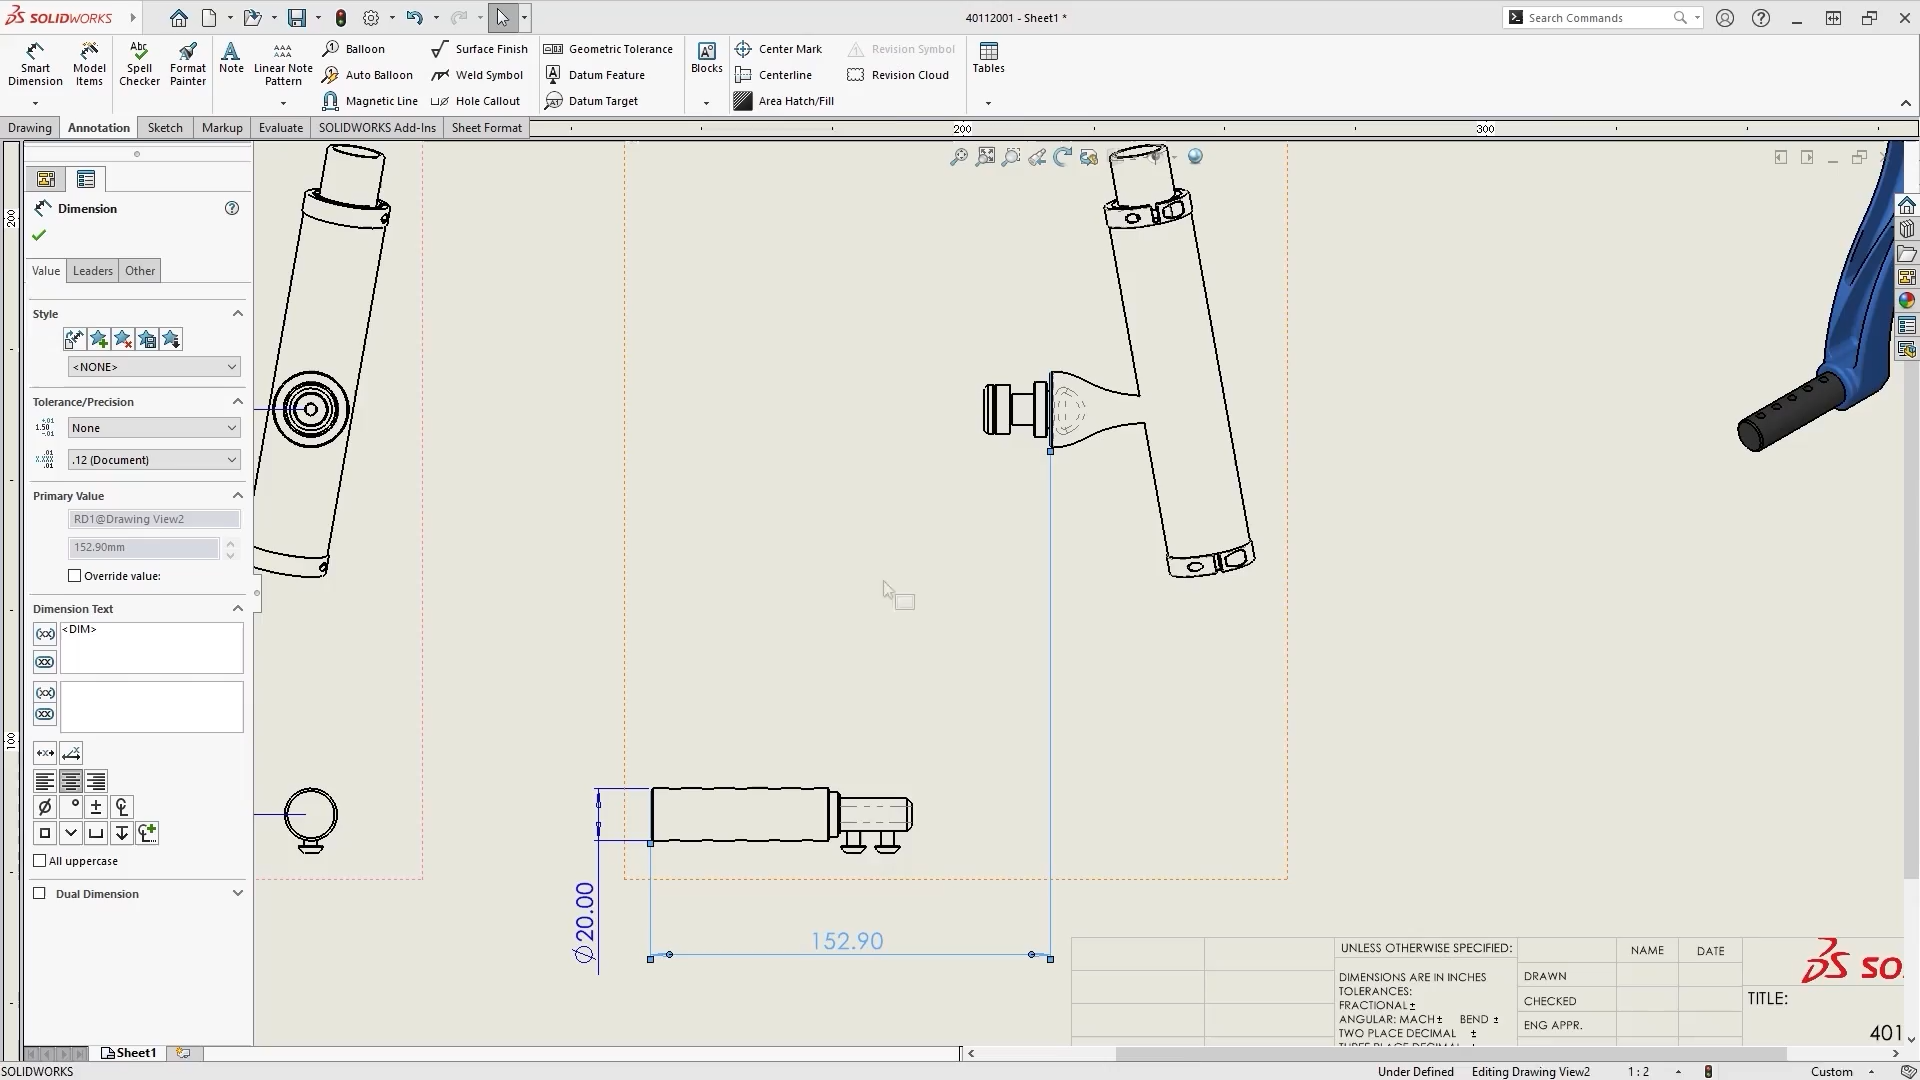 SOLIDWORKS
40112001 - Sheet1 *
Search Commands
Smart Dimension
Model Items
Spell Checker
Format Painter
Note
Linear Note Pattern
Balloon
Auto Balloon
Magnetic Line
Surface Finish
Weld Symbol
Hole Callout
Geometric Tolerance
Datum Feature
Datum Target
Blocks
Center Mark
Centerline
Area Hatch/Fill
Revision Symbol
Revision Cloud
Tables
Drawing
Annotation
Sketch
Markup
Evaluate
SOLIDWORKS Add-Ins
Sheet Format
200
300
200
100
Dimension
Value
Leaders
Other
Style
<NONE>
Tolerance/Precision
None
.12 (Document)
Primary Value
RD1@Drawing View2
152.90mm
Override value:
Dimension Text
<DIM>
All uppercase
Dual Dimension
∅20.00
152.90
UNLESS OTHERWISE SPECIFIED:
DIMENSIONS ARE IN INCHES
TOLERANCES:
FRACTIONAL±
ANGULAR: MACH± BEND ±
TWO PLACE DECIMAL ±
NAME
DATE
DRAWN
CHECKED
ENG APPR.
SO
TITLE:
401
Sheet1
SOLIDWORKS
Under Defined
Editing Drawing View2
1 : 2
Custom